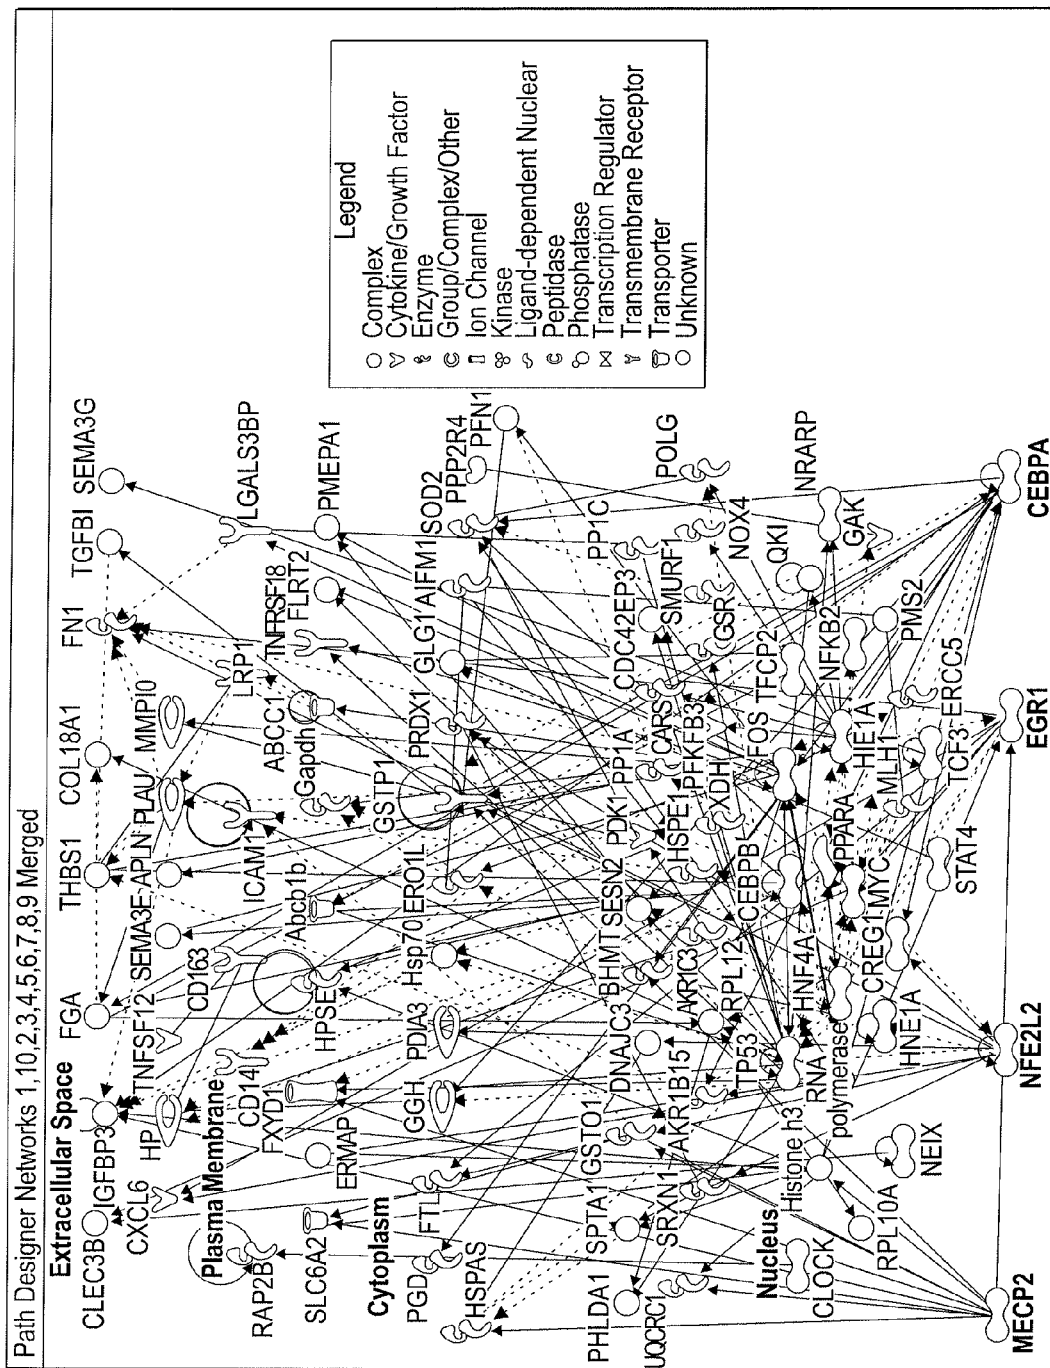 Path Designer Networks 1,10,2,3,4,5,6,7,8,9 Merged
Extracellular Space
CLEC3B
IGFBP3
FGA
THBS1
COL18A1
FN1
TGFBI
SEMA3G
CXCL6
HP
TNFSF12
SEMA3E
APLN
PLAU
MMP10
Plasma Membrane
RAP2B
CD14
CD163
ICAM1
LRP1
TNFRSF18
LGALS3BP
SLC6A2
ERMAP
FXYD1
HPSE
Abcb1b
Gapdh
ABCC1
FLRT2
PMEPA1
Cytoplasm
PGD
FTL
GGH
PDIA3
Hsp70
ERO1L
GSTP1
PRDX1
GLG1
AIFM1
SOD2
PPP2R4
PFN1
HSPAS
PHLDA1
SPTA1
GSTO1
DNAJC3
BHMT
SESN2
PDK1
PP1A
CDC42EP3
PP1C
UQCRC1
SRXN1
AKR1B15
AKR1C3
HSPE1
CARS
SMURF1
POLG
RPL12
XDH
PFKFB3
GSR
NOX4
Nucleus
CLOCK
Histone h3
TP53
HNF4A
CEBPB
FOS
TFCP2
QKI
NRARP
RPL10A
RNA
polymerase
PPARA
HIE1A
NFKB2
GAK
NEIX
HNE1A
CREG1
MYC
MLH1
PMS2
STAT4
TCF3
ERCC5
MECP2
NFE2L2
EGR1
CEBPA
Legend
Complex
Cytokine/Growth Factor
Enzyme
Group/Complex/Other
Ion Channel
Kinase
Ligand-dependent Nuclear
Peptidase
Phosphatase
Transcription Regulator
Transmembrane Receptor
Transporter
Unknown